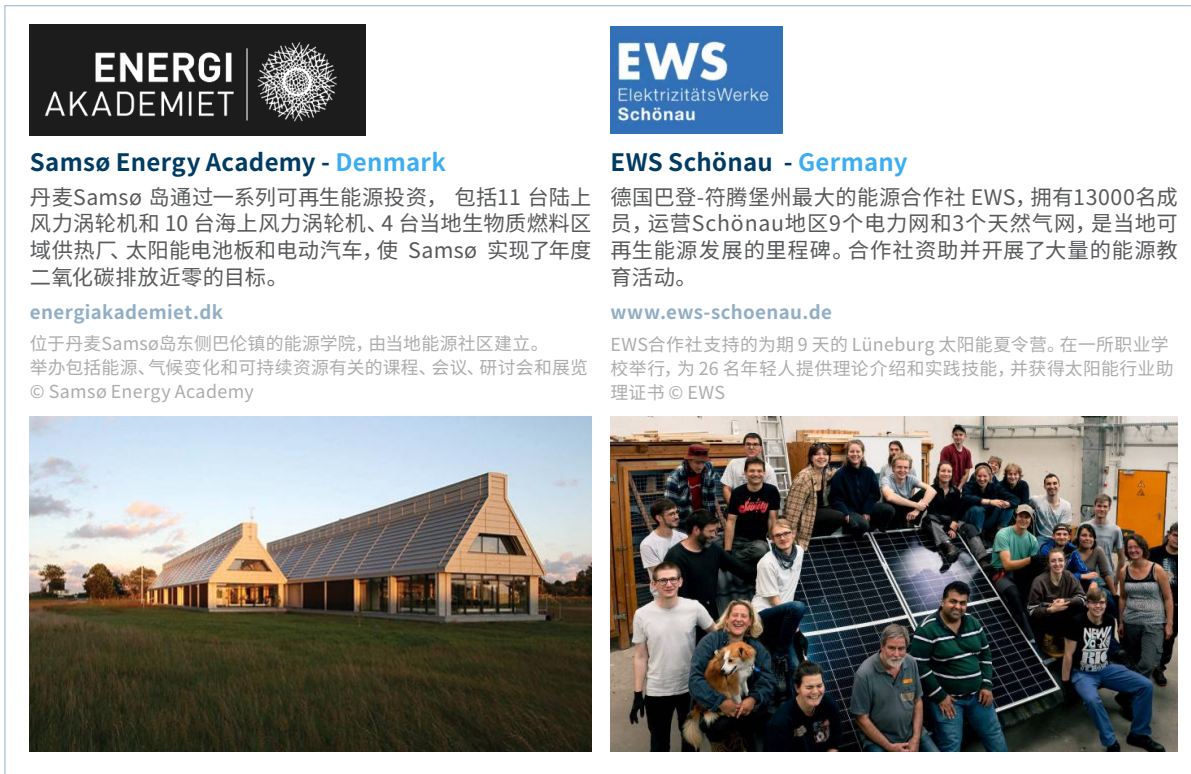 ENERGI
AKADEMIET
Samsø Energy Academy - Denmark
丹麦Samsø 岛通过一系列可再生能源投资， 包括11 台陆上
风力涡轮机和 10 台海上风力涡轮机、4 台当地生物质燃料区
域供热厂、太阳能电池板和电动汽车，使 Samsø 实现了年度
二氧化碳排放近零的目标。
energiakademiet.dk
位于丹麦Samsø岛东侧巴伦镇的能源学院，由当地能源社区建立。
举办包括能源、气候变化和可持续资源有关的课程、会议、研讨会和展览
© Samsø Energy Academy
EWS
ElektrizitätsWerke
Schönau
EWS Schönau - Germany
德国巴登-符腾堡州最大的能源合作社 EWS，拥有13000名成
员，运营Schönau地区9个电力网和3个天然气网，是当地可
再生能源发展的里程碑。合作社资助并开展了大量的能源教
育活动。
www.ews-schoenau.de
EWS合作社支持的为期 9 天的 Lüneburg 太阳能夏令营。在一所职业学
校举行，为 26 名年轻人提供理论介绍和实践技能，并获得太阳能行业助
理证书 © EWS